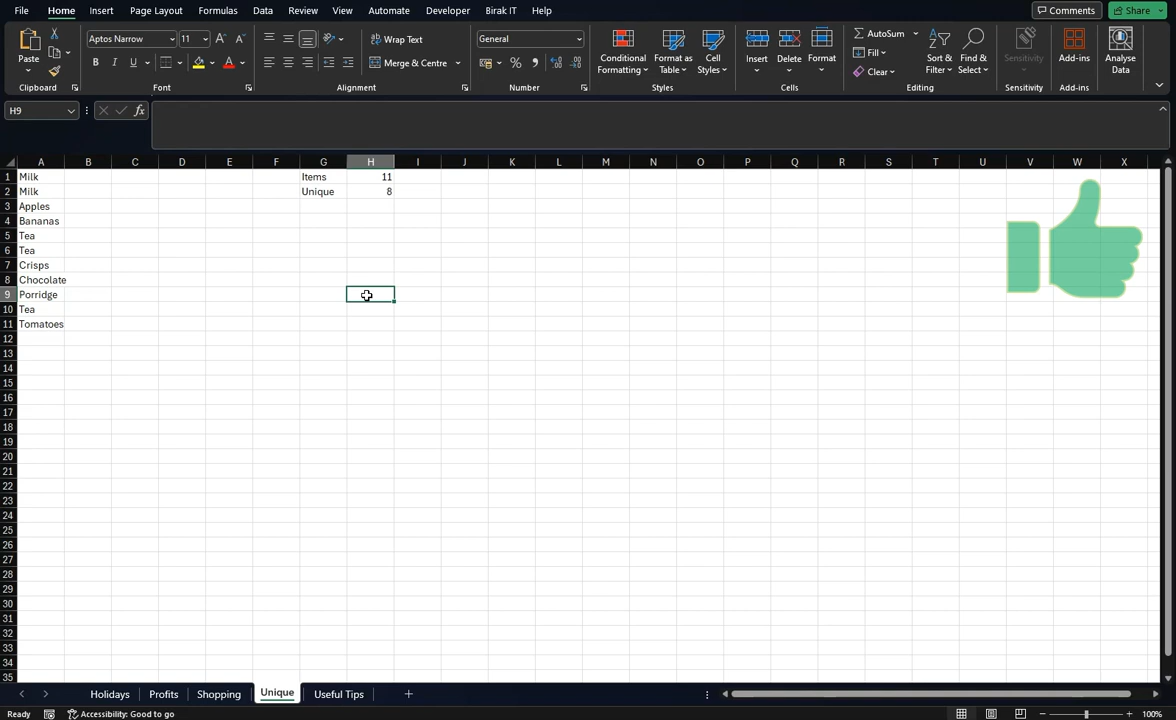 File Home Insert Page Layout Formulas Data Review View Automate Developer Birak IT Help Comments Share
Paste Aptos Narrow 11 A A B I U A ab Wrap Text Merge & Centre General % , Conditional Formatting Format as Table Cell Styles Insert Delete Format AutoSum Fill Clear Sort & Filter Find & Select Sensitivity Add-ins Analyse Data
Clipboard Font Alignment Number Styles Cells Editing Sensitivity Add-ins
H9 fx
A B C D E F G H I J K L M N O P Q R S T U V W X
1 Milk Items 11
2 Milk Unique 8
3 Apples
4 Bananas
5 Tea
6 Tea
7 Crisps
8 Chocolate
9 Porridge
10 Tea
11 Tomatoes
12
13
14
15
16
17
18
19
20
21
22
23
24
25
26
27
28
29
30
31
32
33
34
35
Holidays Profits Shopping Unique Useful Tips +
Ready Accessibility: Good to go 100%